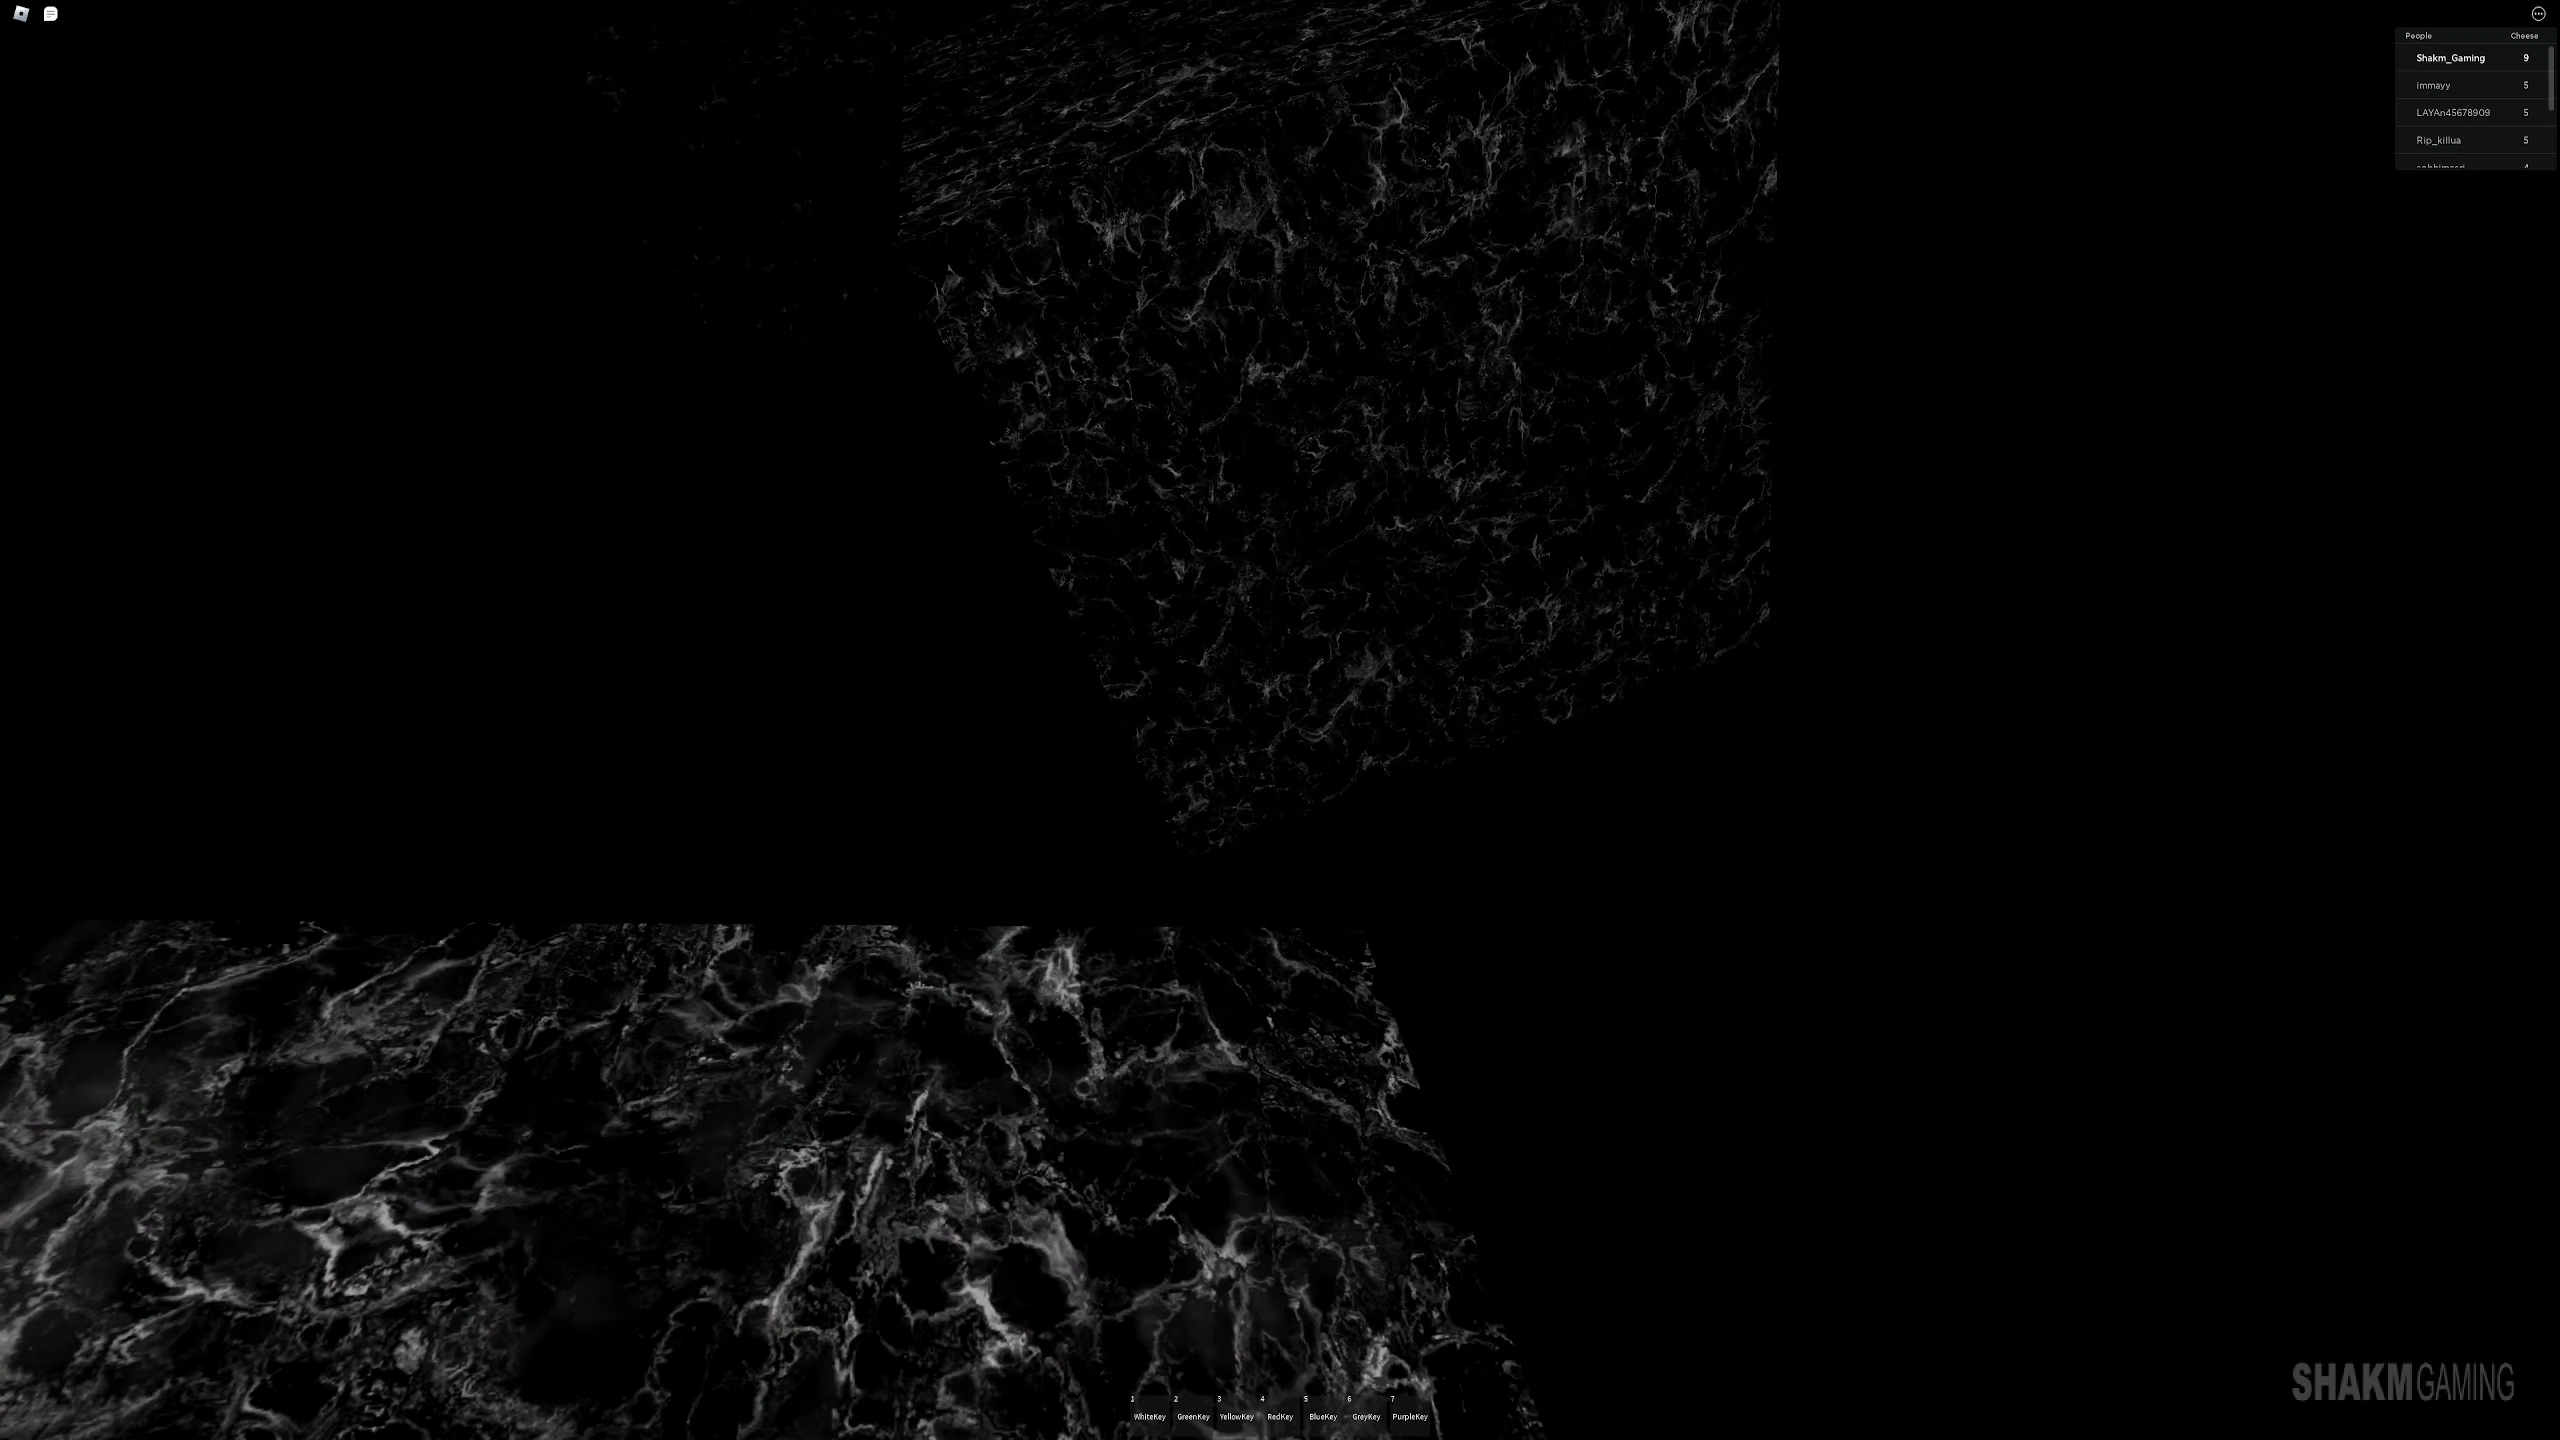 People Cheese
Shakm_Gaming 9
immayy 5
LAYAn45678909 5
Rip_killua 5
1 2 3 4 5 6 7
WhiteKey GreenKey YellowKey RedKey BlueKey GreyKey PurpleKey
SHAKMGAMING